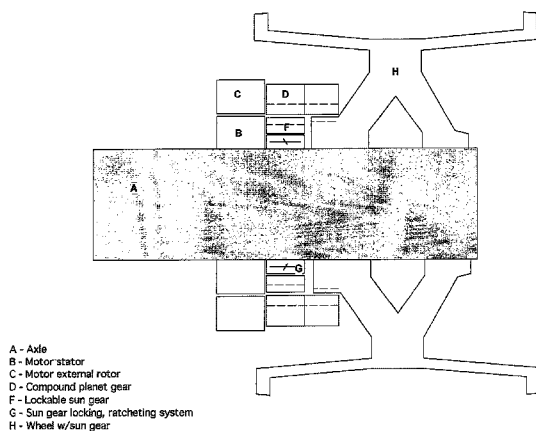 C
D
H
B
F
A
G
A - Axle
B - Motor stator
C - Motor external rotor
D - Compound planet gear
F - Lockable sun gear
G - Sun gear locking, ratcheting system
H - Wheel w/sun gear